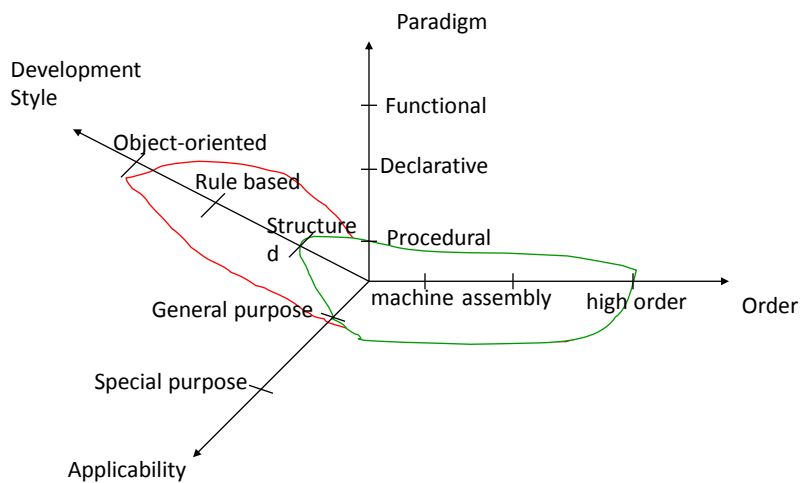 Paradigm
Development
Style
Functional
Object-oriented
Declarative
Rule based
Structure
d
Procedural
machine assembly
high order
Order
General purpose
Special purpose
Applicability